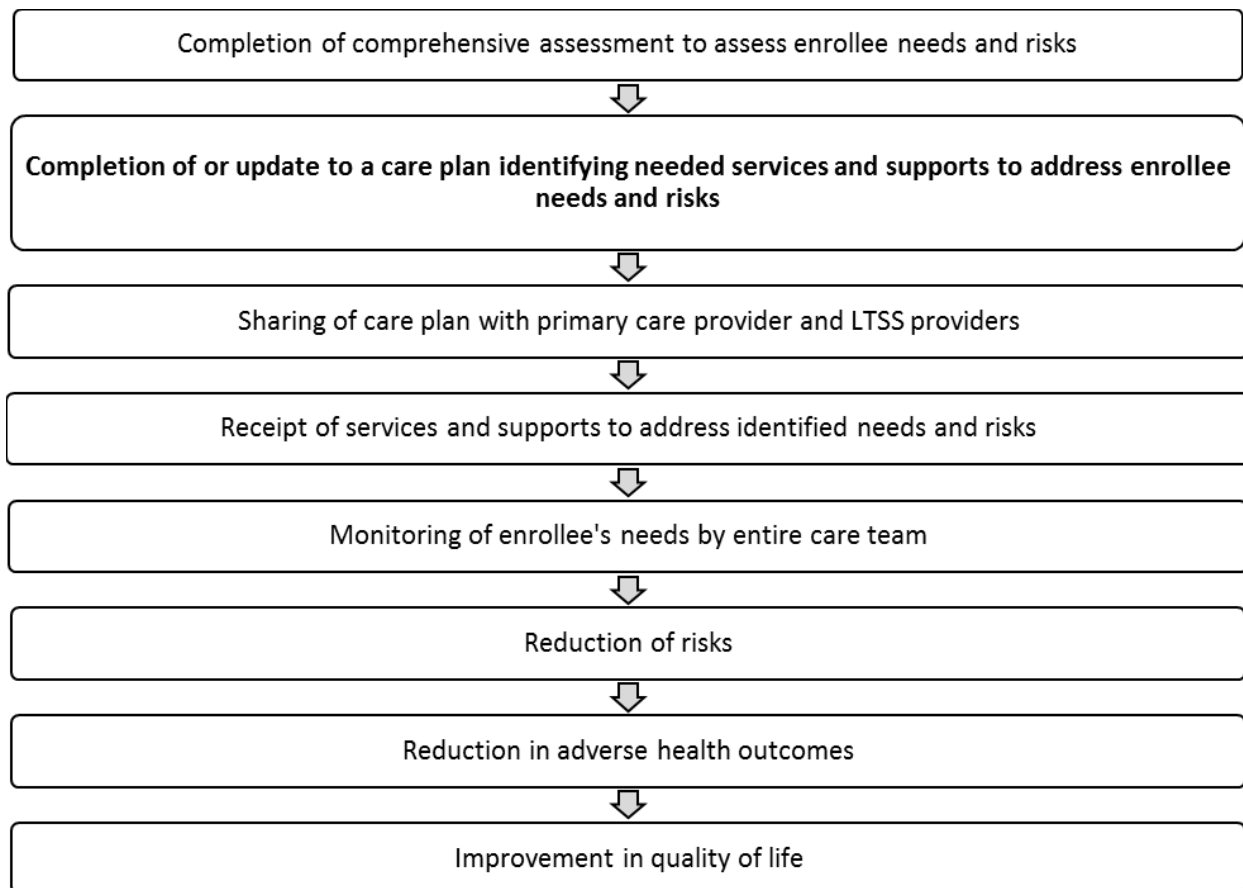 Completion of comprehensive assessment to assess enrollee needs and risks
Completion of or update to a care plan identifying needed services and supports to address enrollee
needs and risks
Sharing of care plan with primary care provider and LTSS providers
Receipt of services and supports to address identified needs and risks
Monitoring of enrollee's needs by entire care team
Reduction of risks
Reduction in adverse health outcomes
Improvement in quality of life